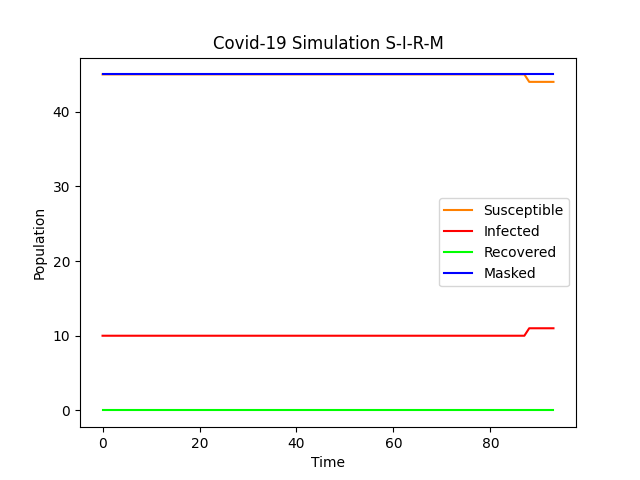 Covid-19 Simulation S-I-R-M
40
30
20
10
0
Population
Susceptible
Infected
Recovered
Masked
0 20 40 60 80
Time